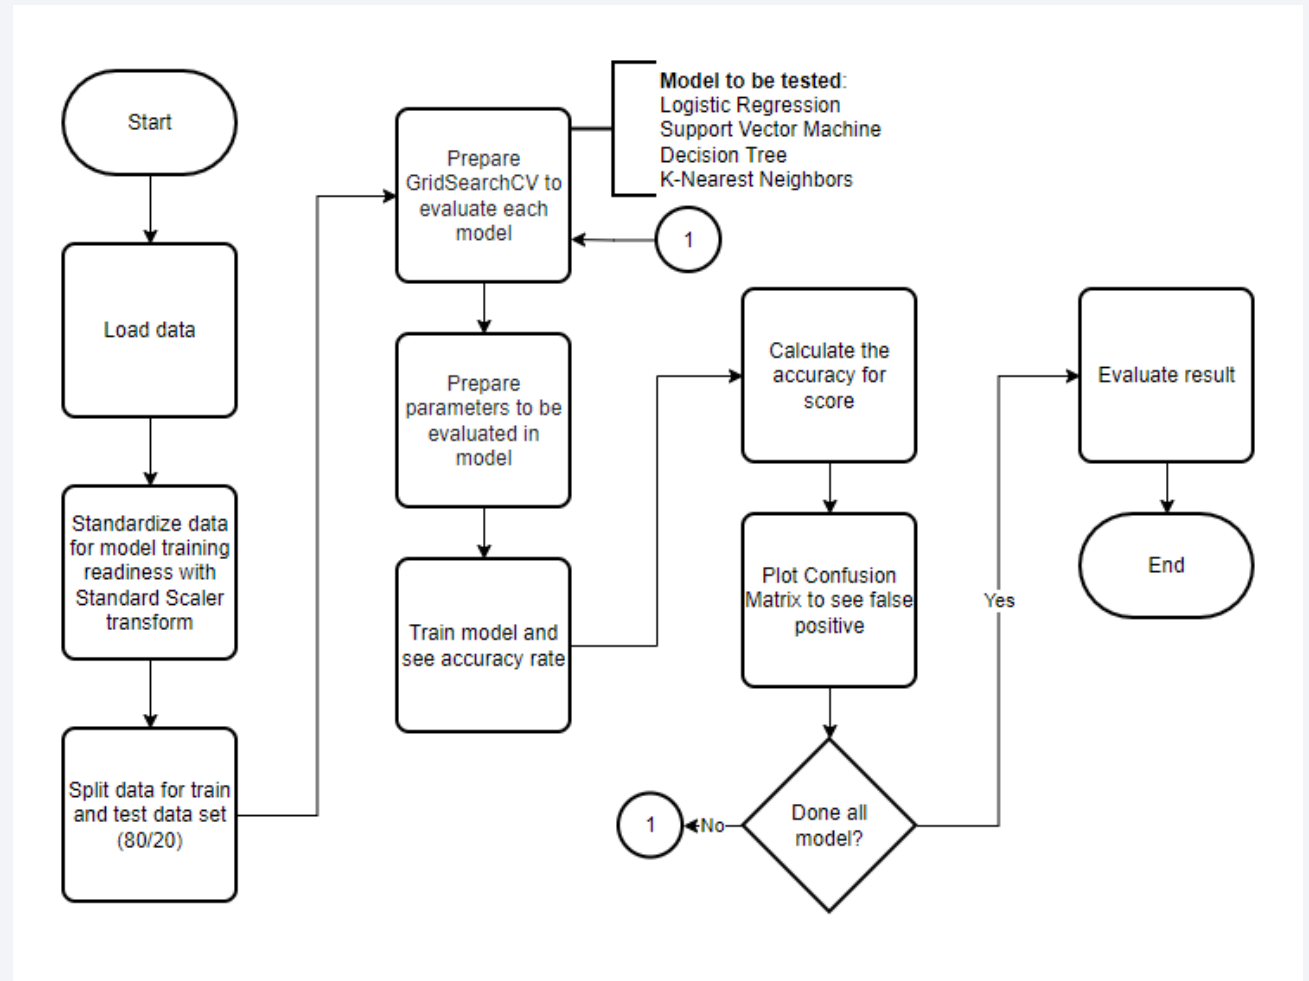 Start
Load data
Standardize data
for model training
readiness with
Standard Scaler
transform
Split data for train
and test data set
(80/20)
Prepare
GridSearchCV to
evaluate each
model
Model to be tested:
Logistic Regression
Support Vector Machine
Decision Tree
K-Nearest Neighbors
1
Prepare
parameters to be
evaluated in
model
Train model and
see accuracy rate
Calculate the
accuracy for
score
Plot Confusion
Matrix to see false
positive
Done all
model?
No
1
Yes
Evaluate result
End